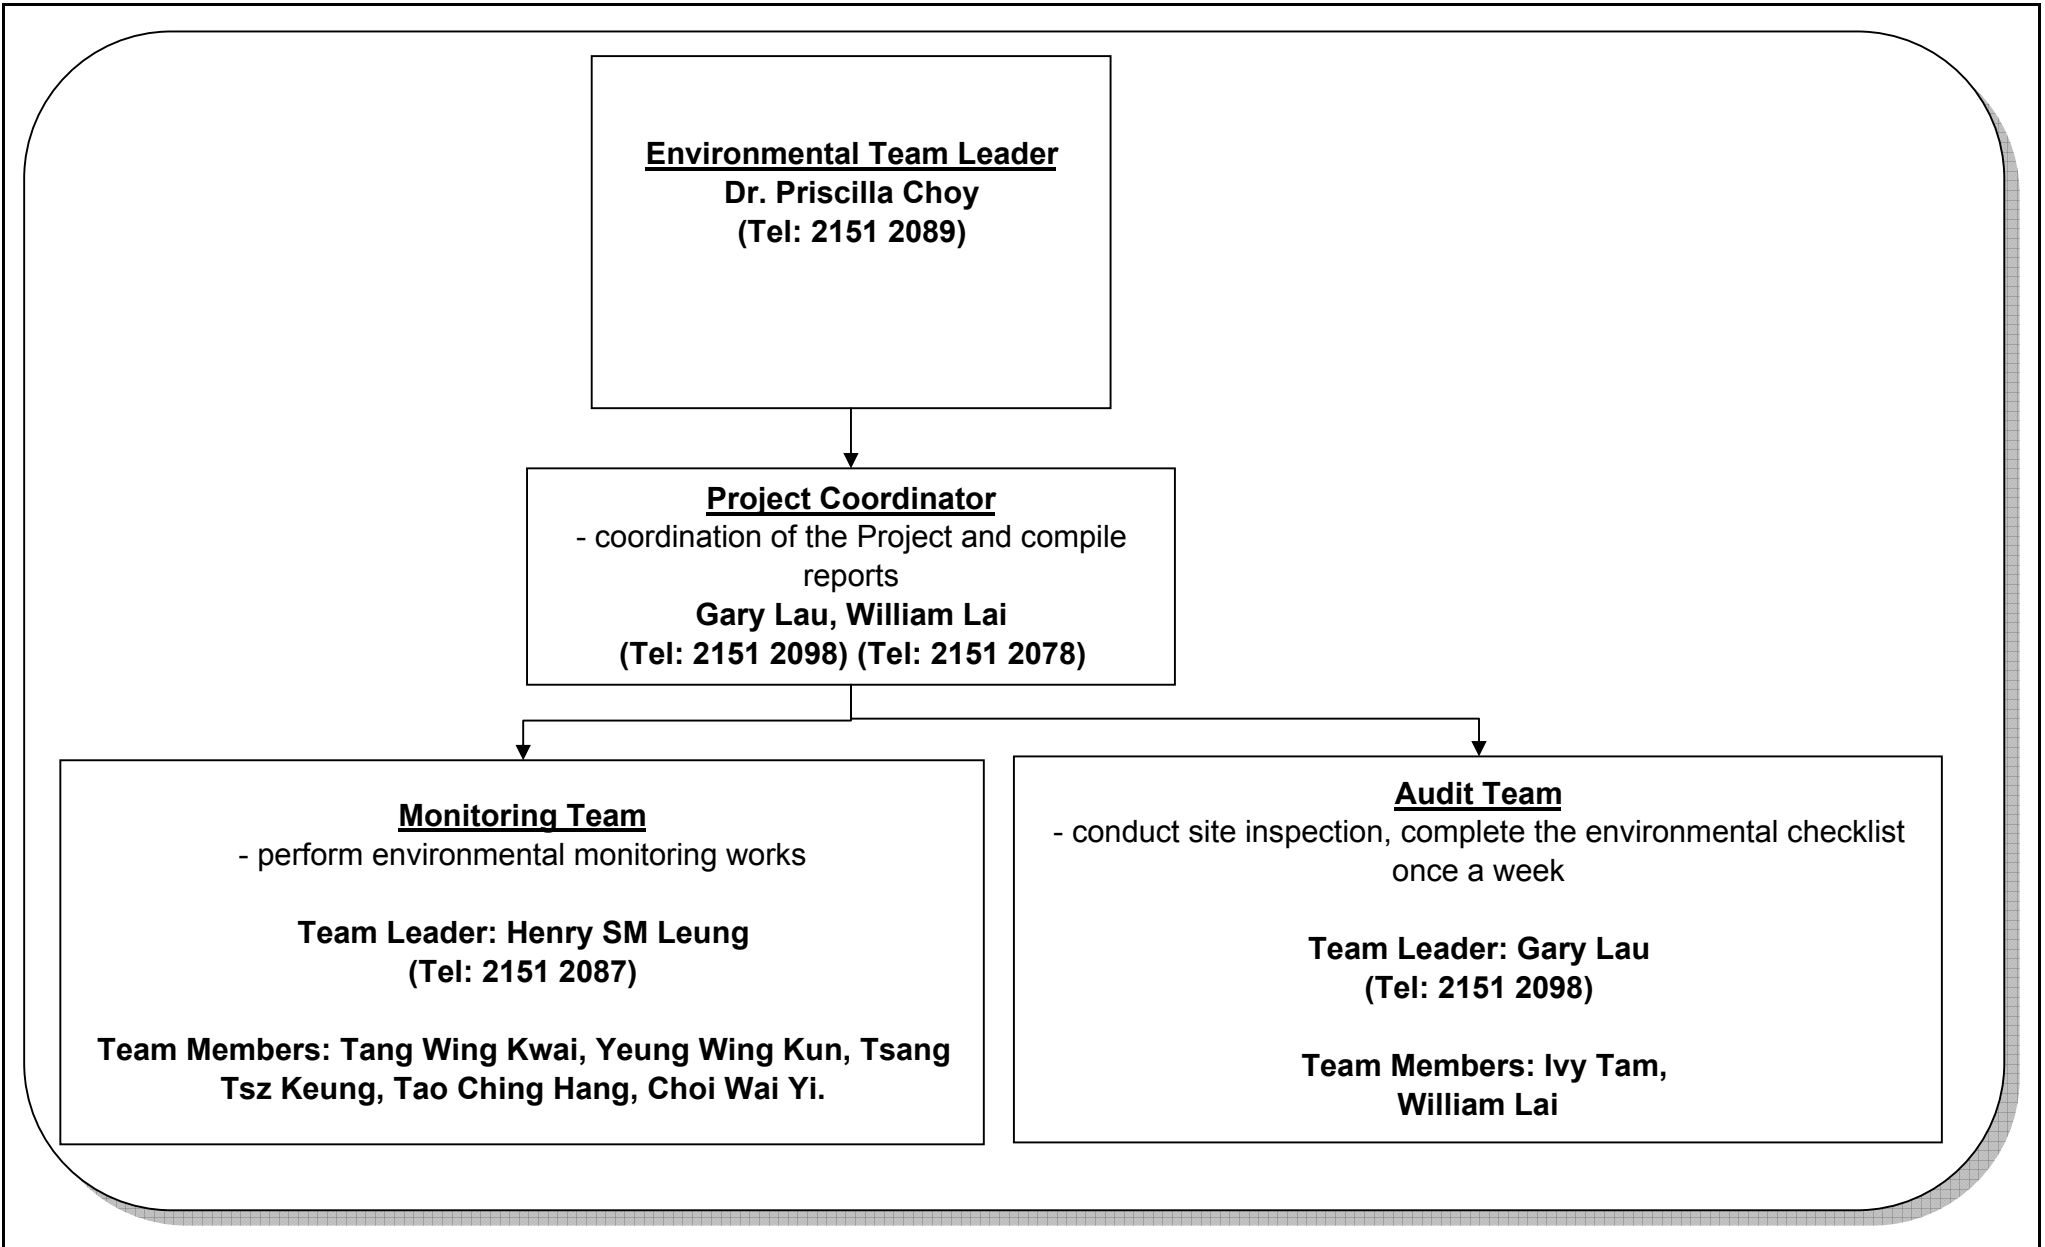 Environmental Team Leader
Dr. Priscilla Choy
(Tel: 2151 2089)
Project Coordinator
- coordination of the Project and compile
reports
Gary Lau, William Lai
(Tel: 2151 2098) (Tel: 2151 2078)
Monitoring Team
- perform environmental monitoring works
Team Leader: Henry SM Leung
(Tel: 2151 2087)
Team Members: Tang Wing Kwai, Yeung Wing Kun, Tsang
Tsz Keung, Tao Ching Hang, Choi Wai Yi.
Audit Team
- conduct site inspection, complete the environmental checklist
once a week
Team Leader: Gary Lau
(Tel: 2151 2098)
Team Members: Ivy Tam,
William Lai